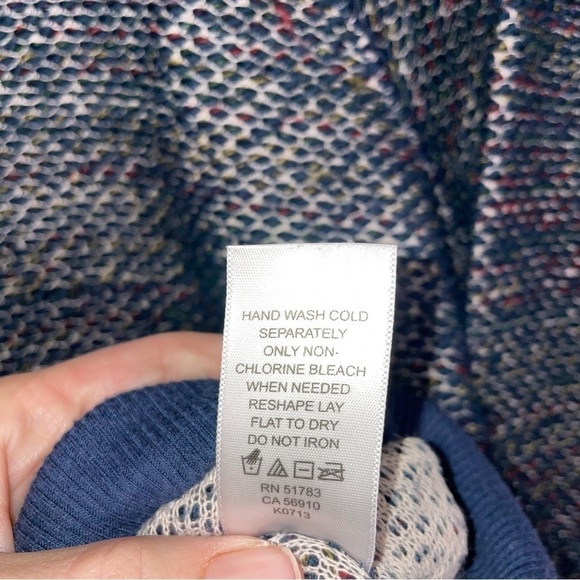 HAND WASH COLD
SEPARATELY
ONLY NON-
CHLORINE BLEACH
WHEN NEEDED
RESHAPE LAY
FLAT TO DRY
DO NOT IRON
RN 51783
CA 56910
K0713